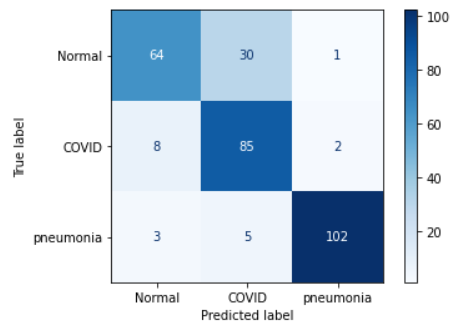 Normal 64 30 1
COVID 8 85 2
pneumonia 3 5 102
Normal COVID pneumonia
Predicted label
True label
100
80
60
40
20